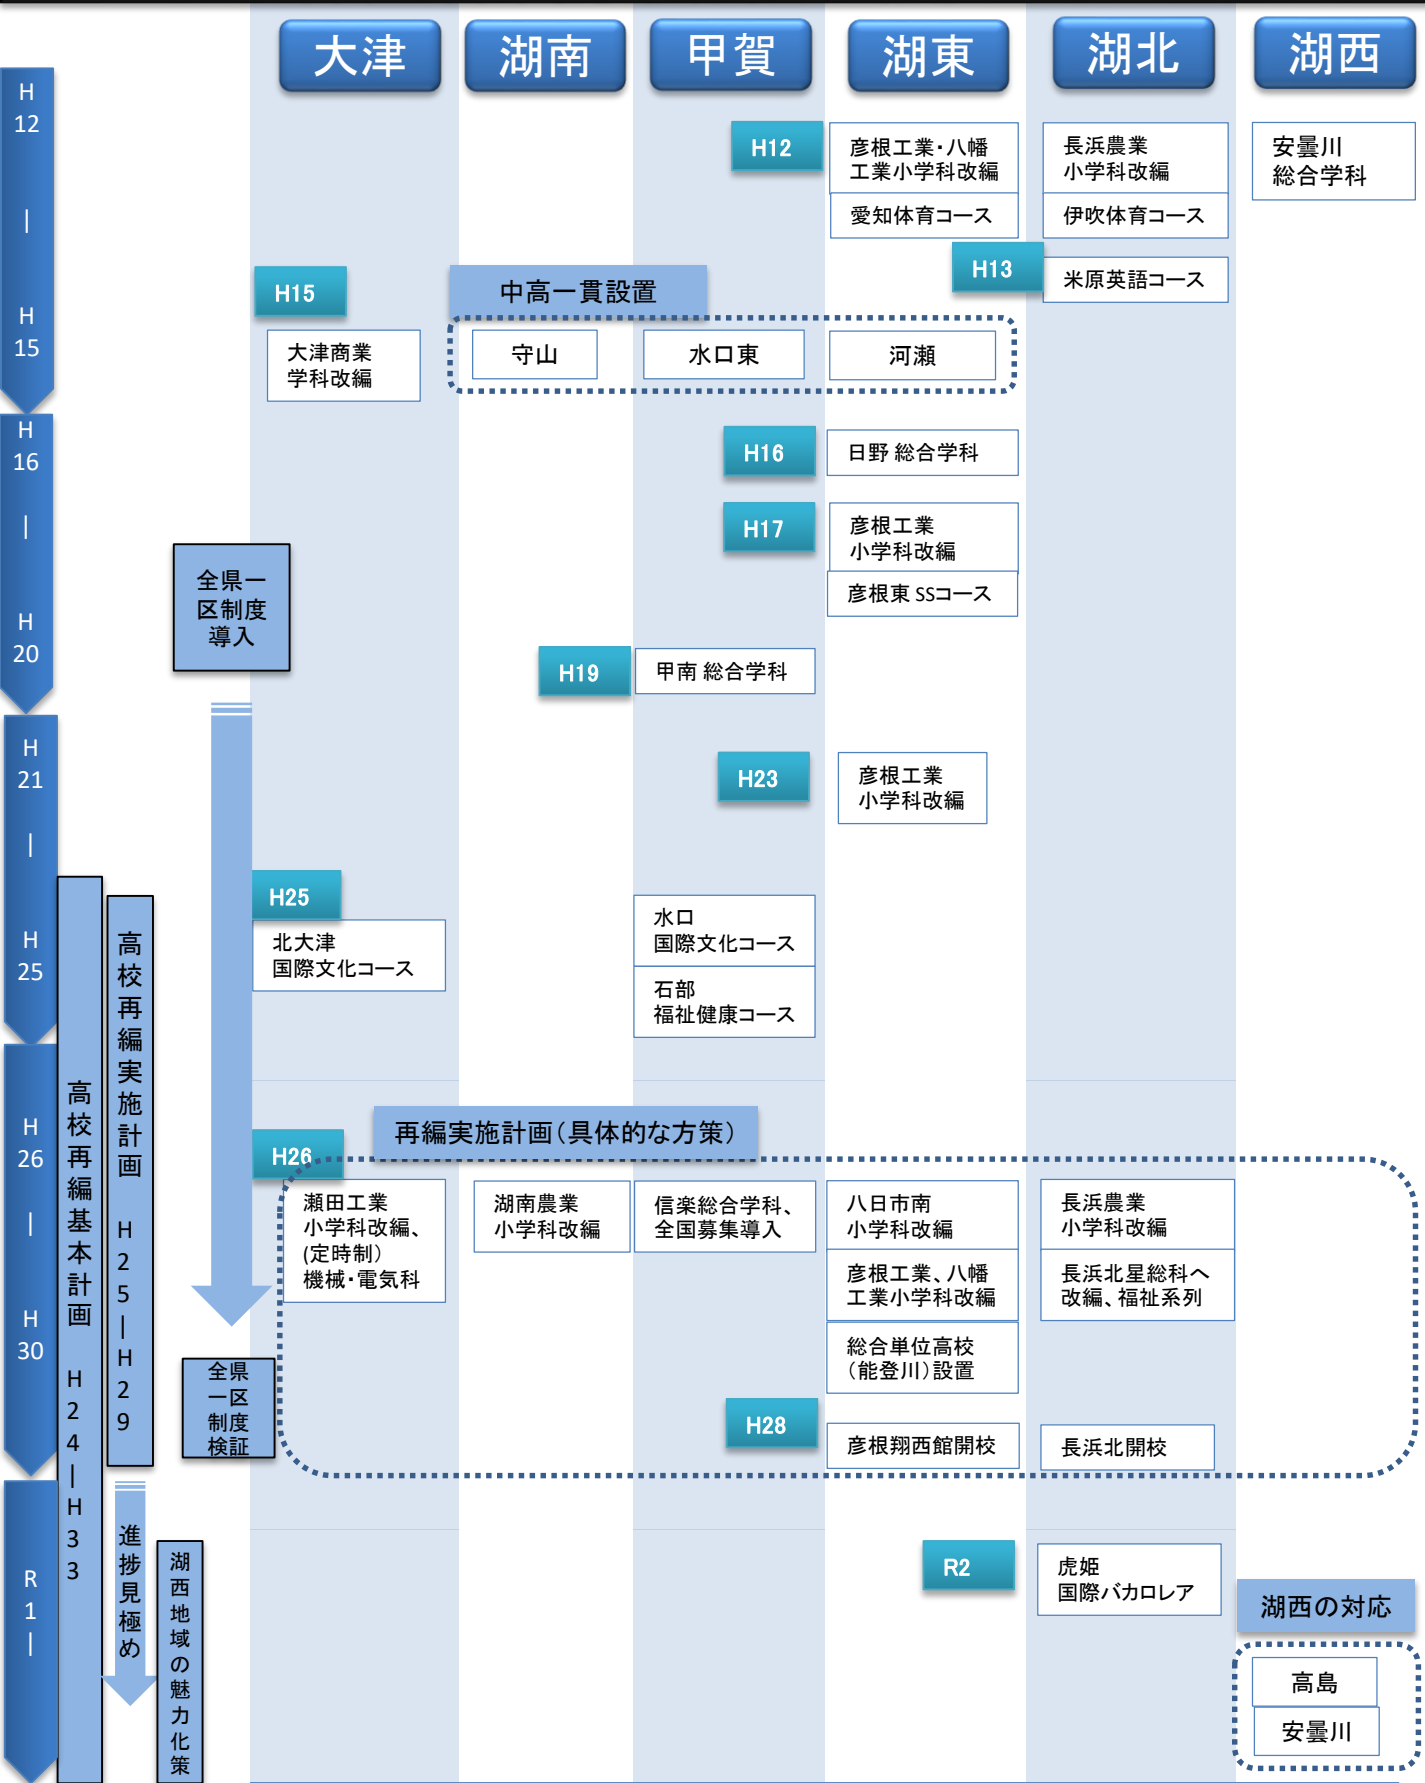 大津
湖南
甲賀
湖東
湖北
湖西
H
12
|
H
15
H12
彦根工業・八幡
工業小学科改編
愛知体育コース
長浜農業
小学科改編
伊吹体育コース
安曇川
総合学科
H13
米原英語コース
H15
大津商業
学科改編
中高一貫設置
守山
水口東
河瀬
H
16
|
H
20
H16
日野 総合学科
H17
彦根工業
小学科改編
彦根東 SSコース
全県一
区制度
導入
H19
甲南 総合学科
H
21
|
H
25
H23
彦根工業
小学科改編
H25
北大津
国際文化コース
水口
国際文化コース
石部
福祉健康コース
高校再編基本計画 H24|H33
高校再編実施計画 H25|H29
H
26
|
H
30
再編実施計画(具体的な方策)
H26
瀬田工業
小学科改編、
(定時制)
機械・電気科
湖南農業
小学科改編
信楽総合学科、
全国募集導入
八日市南
小学科改編
彦根工業、八幡
工業小学科改編
総合単位高校
(能登川)設置
長浜農業
小学科改編
長浜北星総科へ
改編、福祉系列
全県
一区
制度
検証
H28
彦根翔西館開校
長浜北開校
R
1
|
進捗見極め
湖西地域の魅力化策
R2
虎姫
国際バカロレア
湖西の対応
高島
安曇川